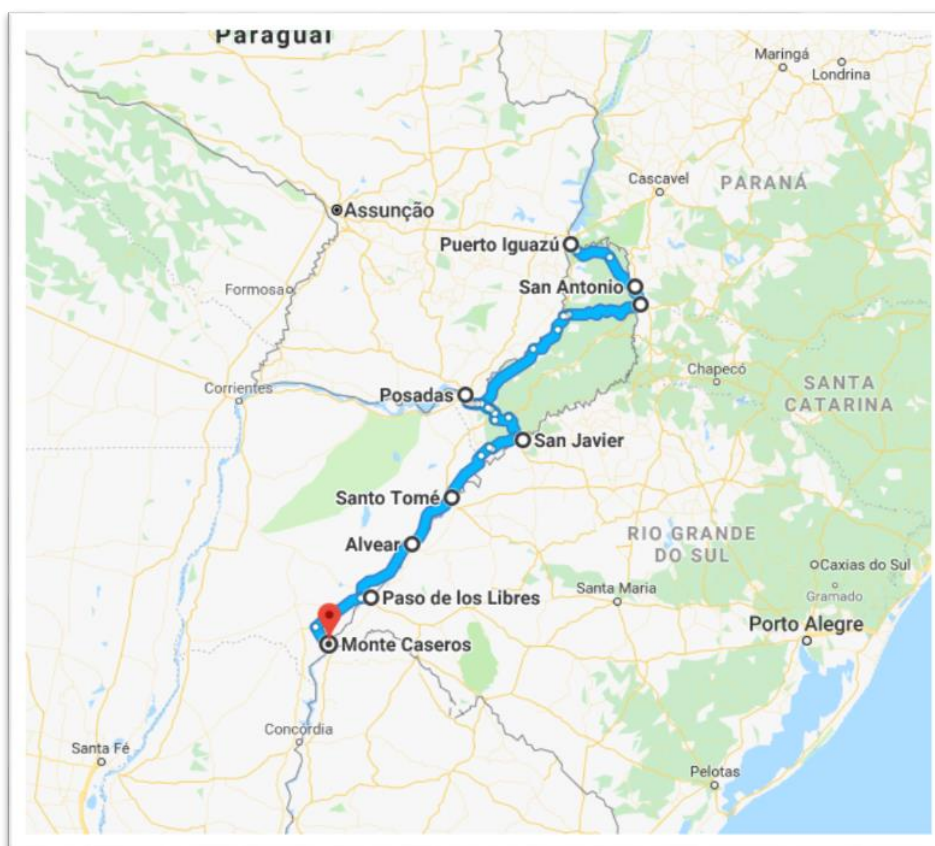 Paraguai
Maringá
Londrina
Cascavel
PARANÁ
Assunção
Puerto Iguazú
San Antonio
Formosa
Chapecó
Corrientes
Posadas
SANTA
CATARINA
San Javier
Santo Tomé
RIO GRANDE
DO SUL
Alvear
Caxias do Sul
Santa Maria
Gramado
Paso de los Libres
Porto Alegre
Monte Caseros
Concórdia
Santa Fé
Pelotas